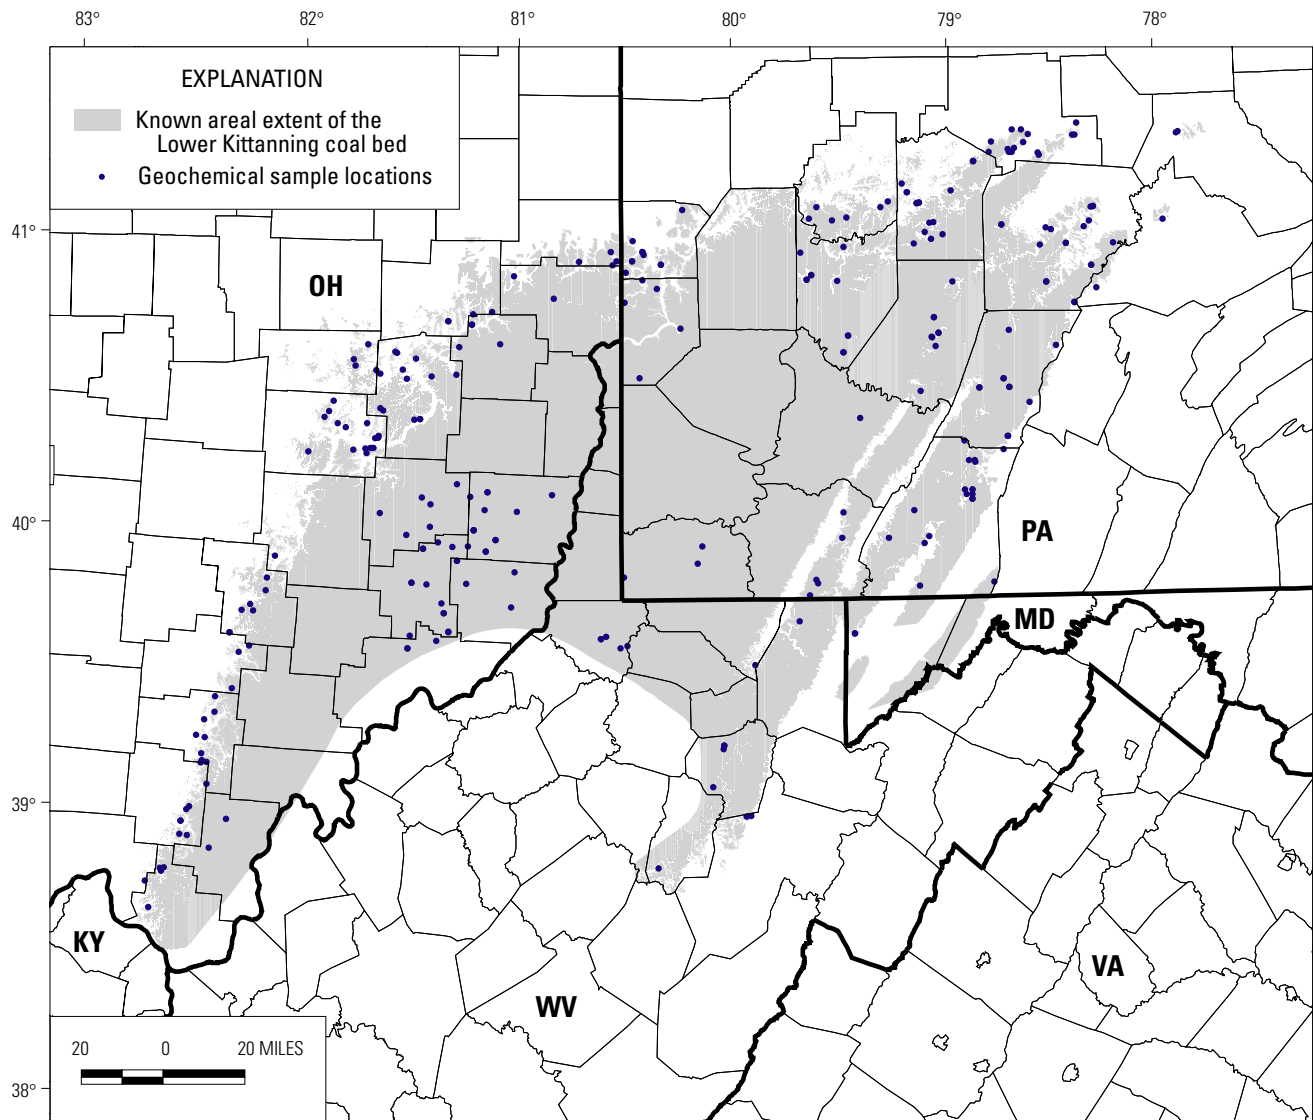 83° 82° 81° 80° 79° 78°
EXPLANATION
Known areal extent of the
Lower Kittanning coal bed
Geochemical sample locations
41°
OH
40°
PA
MD
39°
KY
VA
WV
20 0 20 MILES
38°